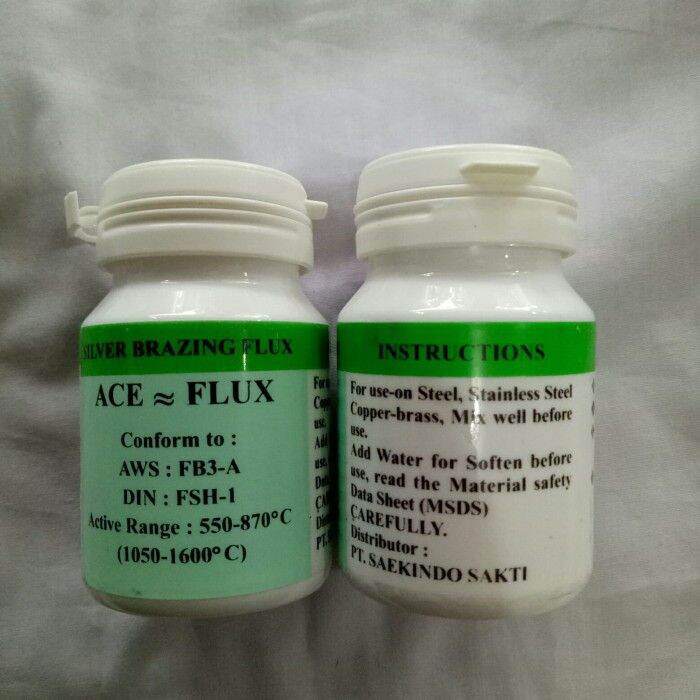 SILVER BRAZING FLUX
ACE ≈ FLUX
Conform to :
AWS : FB3-A
DIN : FSH-1
Active Range : 550-870°C
(1050-1600°C)
INSTRUCTIONS
For use-on Steel, Stainless Steel
Copper-brass, Mix well before
use.
Add Water for Soften before
use, read the Material safety
Data Sheet (MSDS)
CAREFULLY.
Distributor :
PT. SAEKINDO SAKTI